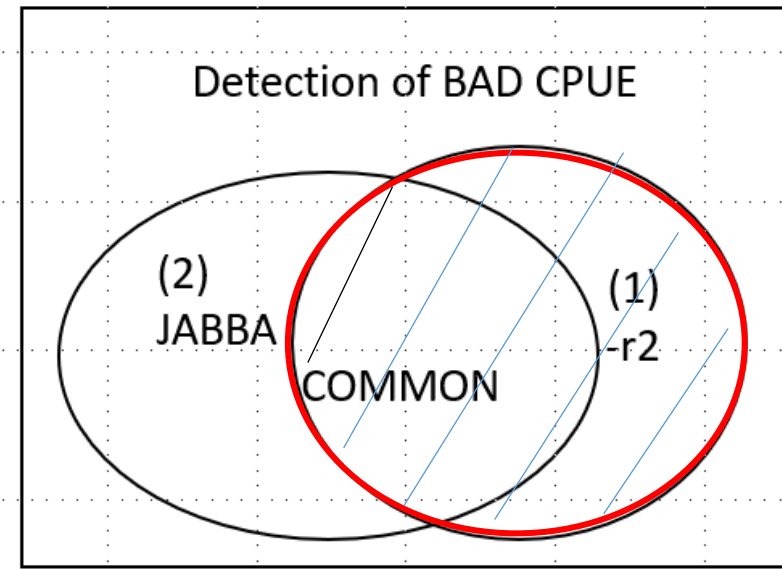 Detection of BAD CPUE
(2)
JABBA
(1)
-r2
COMMON